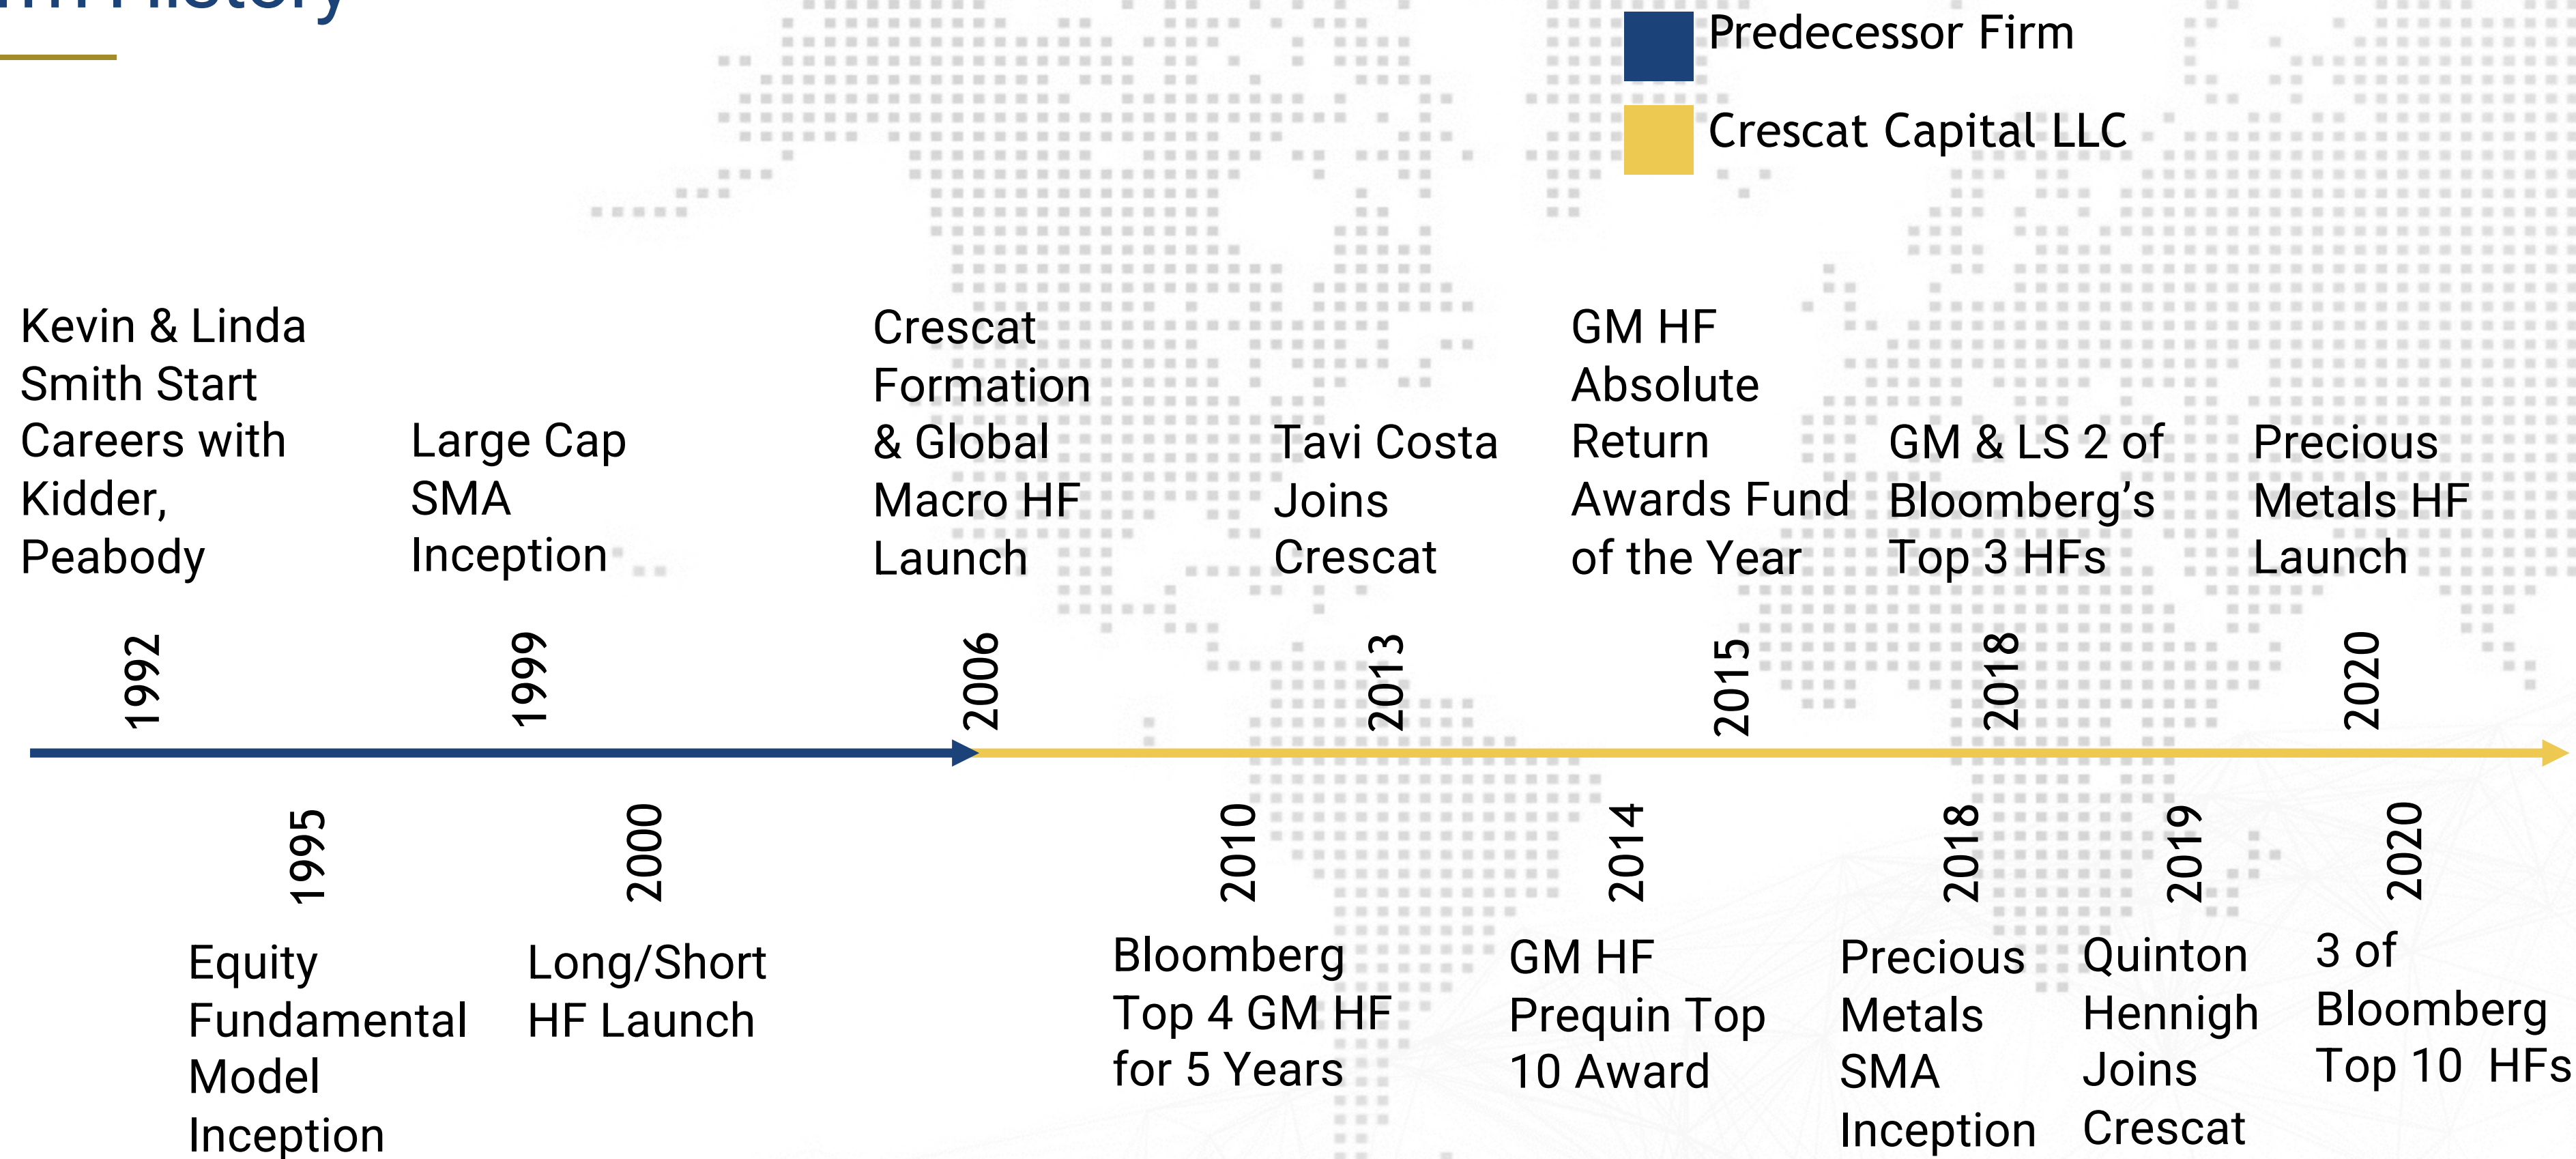 History
Predecessor Firm
Crescat Capital LLC
Kevin & Linda
Smith Start
Careers with
Kidder,
Peabody
Large Cap
SMA
Inception
Crescat
Formation
& Global
Macro HF
Launch
Tavi Costa
Joins
Crescat
GM HF
Absolute
Return
Awards Fund
of the Year
GM & LS 2 of
Bloomberg’s
Top 3 HFs
Precious
Metals HF
Launch
1992
1999
2006
2013
2015
2018
2020
1995
2000
2010
2014
2018
2019
2020
Equity
Fundamental
Model
Inception
Long/Short
HF Launch
Bloomberg
Top 4 GM HF
for 5 Years
GM HF
Prequin Top
10 Award
Precious
Metals
SMA
Inception
Quinton
Hennigh
Joins
Crescat
3 of
Bloomberg
Top 10 HFs